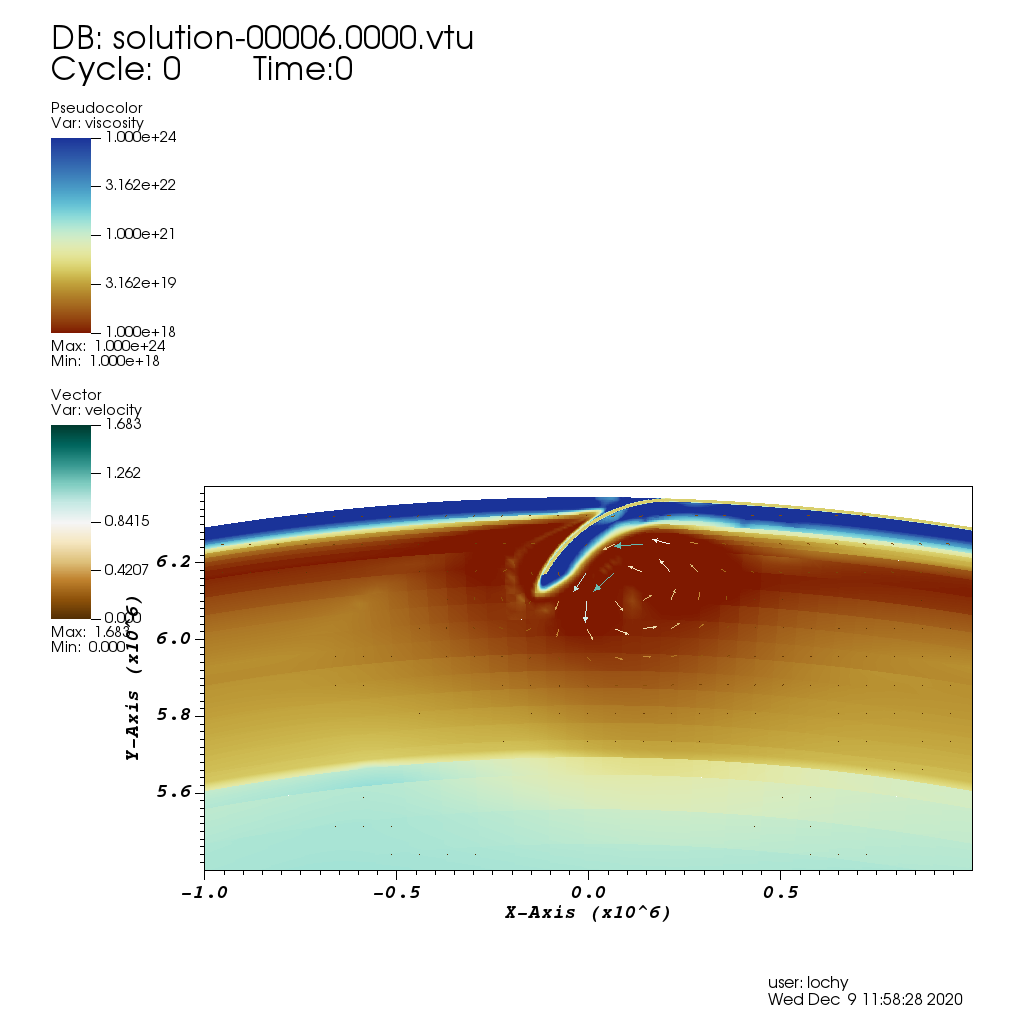 DB: solution-00006.0000.vtu
Cycle: 0 Time:0
Pseudocolor
Var: viscosity
1.000e+24
3.162e+22
1.000e+21
3.162e+19
1.000e+18
Max: 1.000e+24
Min: 1.000e+18
Vector
Var: velocity
1.683
1.262
0.8415
0.4207
0.000
Max: 1.683
Min: 0.000
Y-Axis (x10^6)
6.2
6.0
5.8
5.6
-1.0 -0.5 0.0 0.5
X-Axis (x10^6)
user: lochy
Wed Dec 9 11:58:28 2020